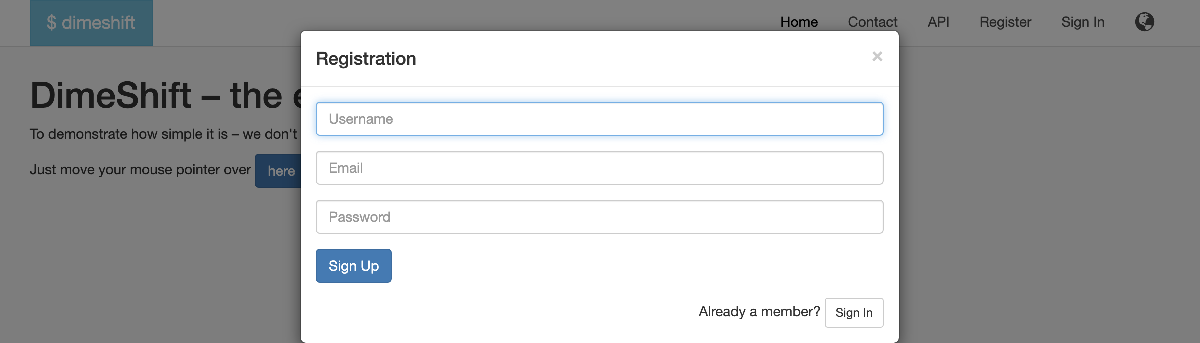 $ dimeshift
Home Contact API Register Sign In
Registration ×
DimeShift – the
To demonstrate how simple it is – we don't
Just move your mouse pointer over here
Username
Email
Password
Sign Up
Already a member? Sign In